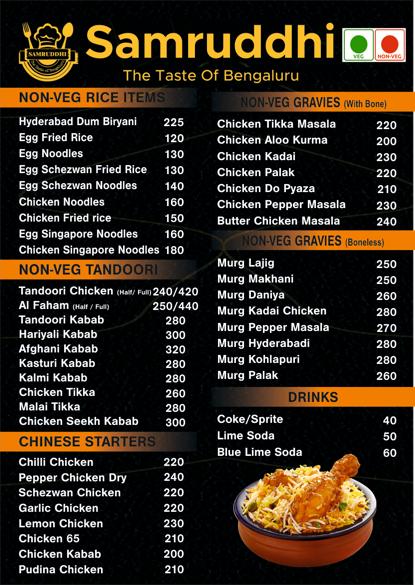 SAMRUDDHI
Samruddhi
The Taste Of Bengaluru
VEG
NON-VEG
NON-VEG RICE ITEMS
Hyderabad Dum Biryani 225
Egg Fried Rice 120
Egg Noodles 130
Egg Schezwan Fried Rice 130
Egg Schezwan Noodles 140
Chicken Noodles 160
Chicken Fried rice 150
Egg Singapore Noodles 160
Chicken Singapore Noodles 180
NON-VEG TANDOORI
Tandoori Chicken (Half/ Full) 240/420
Al Faham (Half / Full) 250/440
Tandoori Kabab 280
Hariyali Kabab 300
Afghani Kabab 320
Kasturi Kabab 280
Kalmi Kabab 280
Chicken Tikka 260
Malai Tikka 280
Chicken Seekh Kabab 300
CHINESE STARTERS
Chilli Chicken 220
Pepper Chicken Dry 240
Schezwan Chicken 220
Garlic Chicken 220
Lemon Chicken 230
Chicken 65 210
Chicken Kabab 200
Pudina Chicken 210
NON-VEG GRAVIES (With Bone)
Chicken Tikka Masala 220
Chicken Aloo Kurma 200
Chicken Kadai 230
Chicken Palak 220
Chicken Do Pyaza 210
Chicken Pepper Masala 230
Butter Chicken Masala 240
NON-VEG GRAVIES (Boneless)
Murg Lajig 250
Murg Makhani 250
Murg Daniya 260
Murg Kadai Chicken 280
Murg Pepper Masala 270
Murg Hyderabadi 280
Murg Kohlapuri 280
Murg Palak 260
DRINKS
Coke/Sprite 40
Lime Soda 50
Blue Lime Soda 60